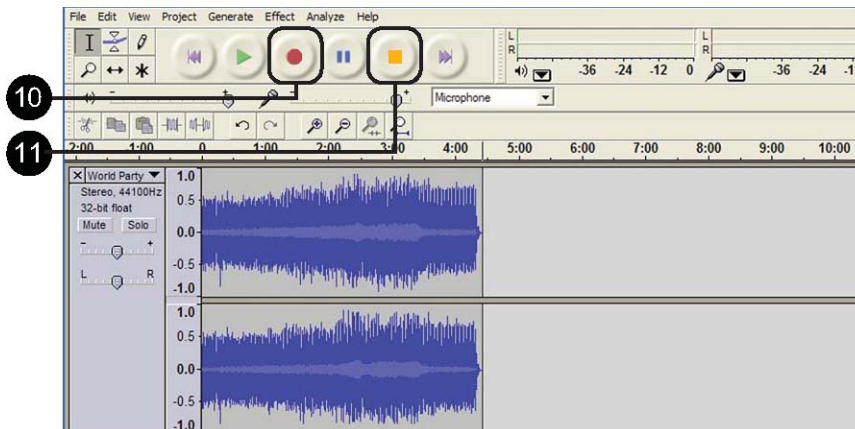 File Edit View Project Generate Effect Analyze Help
L
R
-36 -24 -12 0
L
R
-36 -24 -1
10
- +
- +
Microphone
11
2:00 1:00 0 1:00 2:00 3:00 4:00 5:00 6:00 7:00 8:00 9:00 10:00
X World Party
Stereo, 44100Hz
32-bit float
Mute Solo
- +
L R
1.0
0.5
0.0
-0.5
-1.0
1.0
0.5
0.0
-0.5
-1.0